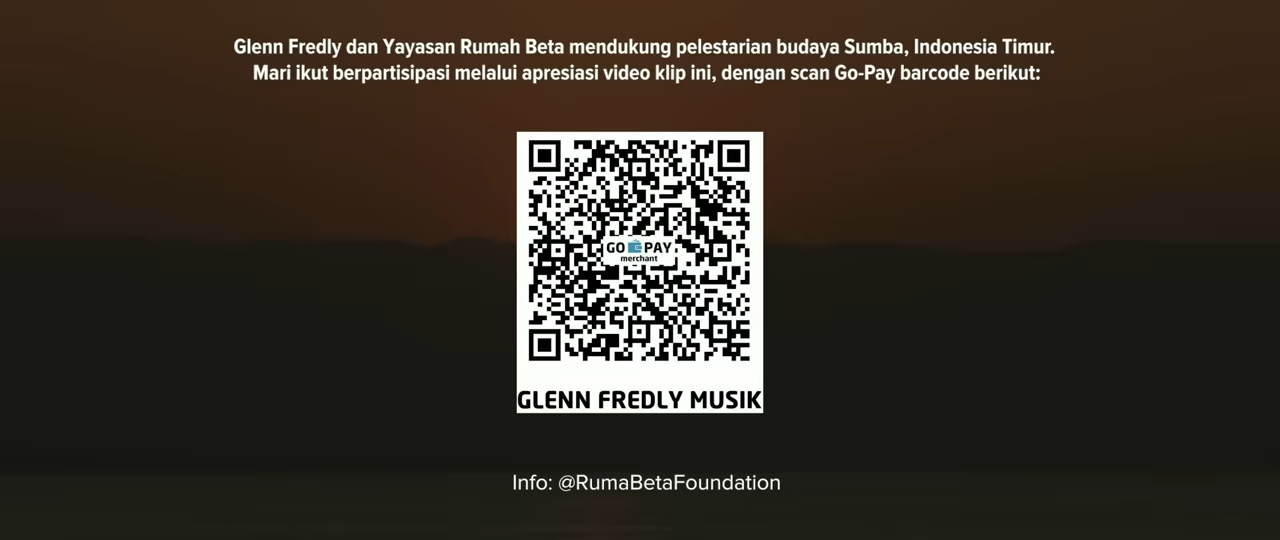 Glenn Fredly dan Yayasan Rumah Beta mendukung pelestarian budaya Sumba, Indonesia Timur.
Mari ikut berpartisipasi melalui apresiasi video klip ini, dengan scan Go-Pay barcode berikut:
GO PAY
merchant
GLENN FREDLY MUSIK
Info: @RumaBetaFoundation